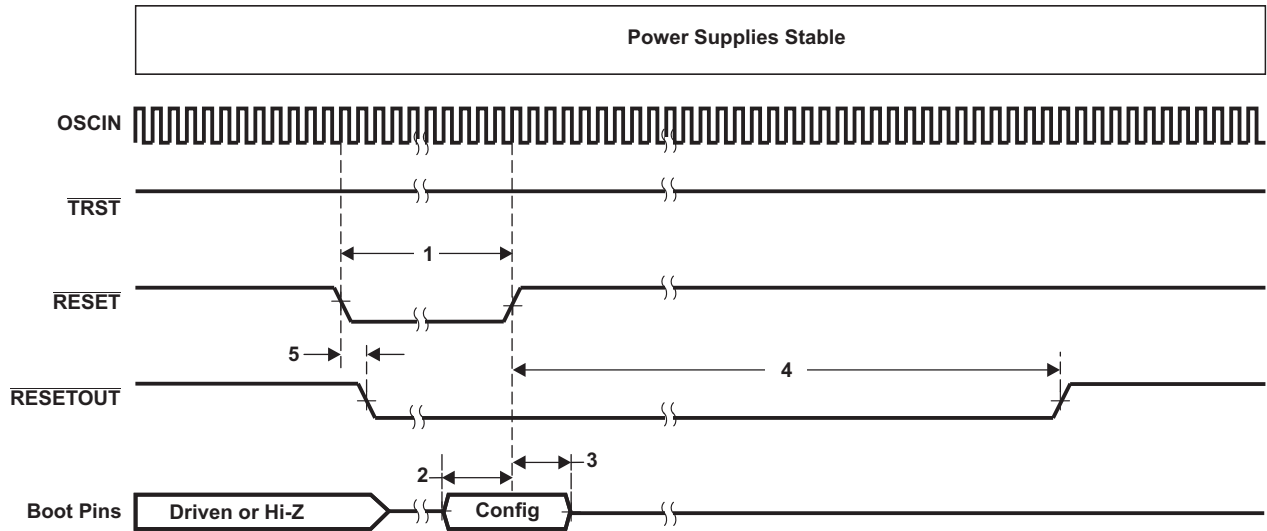 Power Supplies Stable
OSCIN
TRST
1
RESET
5
4
RESETOUT
2
3
Boot Pins
Driven or Hi-Z
Config